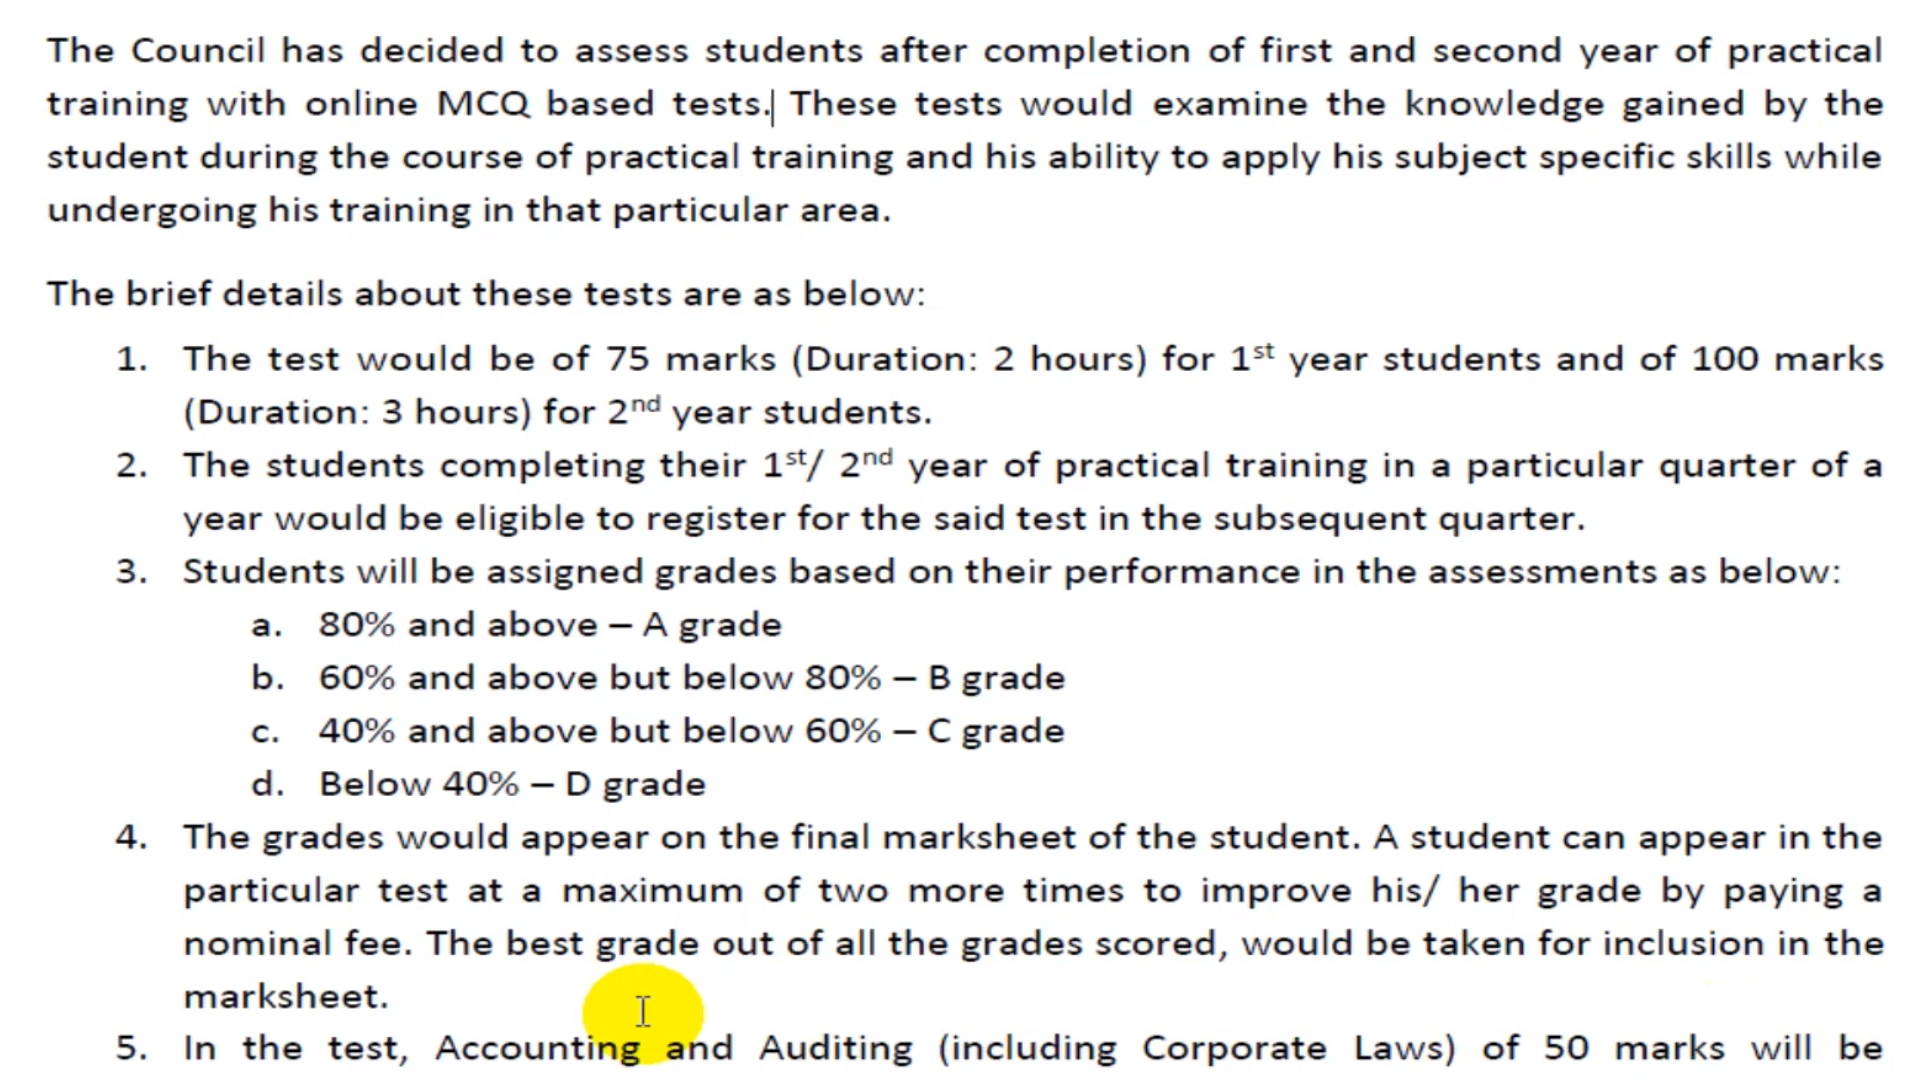 The Council has decided to assess students after completion of first and second year of practical
training with online MCQ based tests. These tests would examine the knowledge gained by the
student during the course of practical training and his ability to apply his subject specific skills while
undergoing his training in that particular area.
The brief details about these tests are as below:
1. The test would be of 75 marks (Duration: 2 hours) for 1st year students and of 100 marks
(Duration: 3 hours) for 2nd year students.
2. The students completing their 1st/ 2nd year of practical training in a particular quarter of a
year would be eligible to register for the said test in the subsequent quarter.
3. Students will be assigned grades based on their performance in the assessments as below:
a. 80% and above – A grade
b. 60% and above but below 80% – B grade
c. 40% and above but below 60% – C grade
d. Below 40% – D grade
4. The grades would appear on the final marksheet of the student. A student can appear in the
particular test at a maximum of two more times to improve his/ her grade by paying a
nominal fee. The best grade out of all the grades scored, would be taken for inclusion in the
marksheet.
5. In the test, Accounting and Auditing (including Corporate Laws) of 50 marks will be